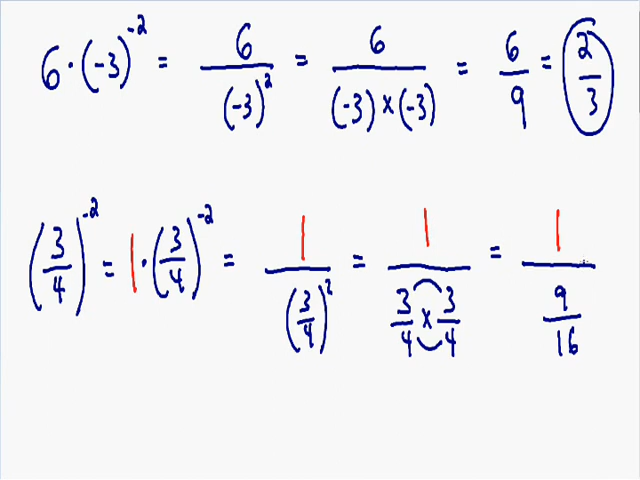 6 · (-3)^-2 = 6/(-3)^2 = 6/((-3) × (-3)) = 6/9 = 2/3
(3/4)^-2 = 1 · (3/4)^-2 = 1/(3/4)^2 = 1/(3/4 × 3/4) = 1/(9/16)